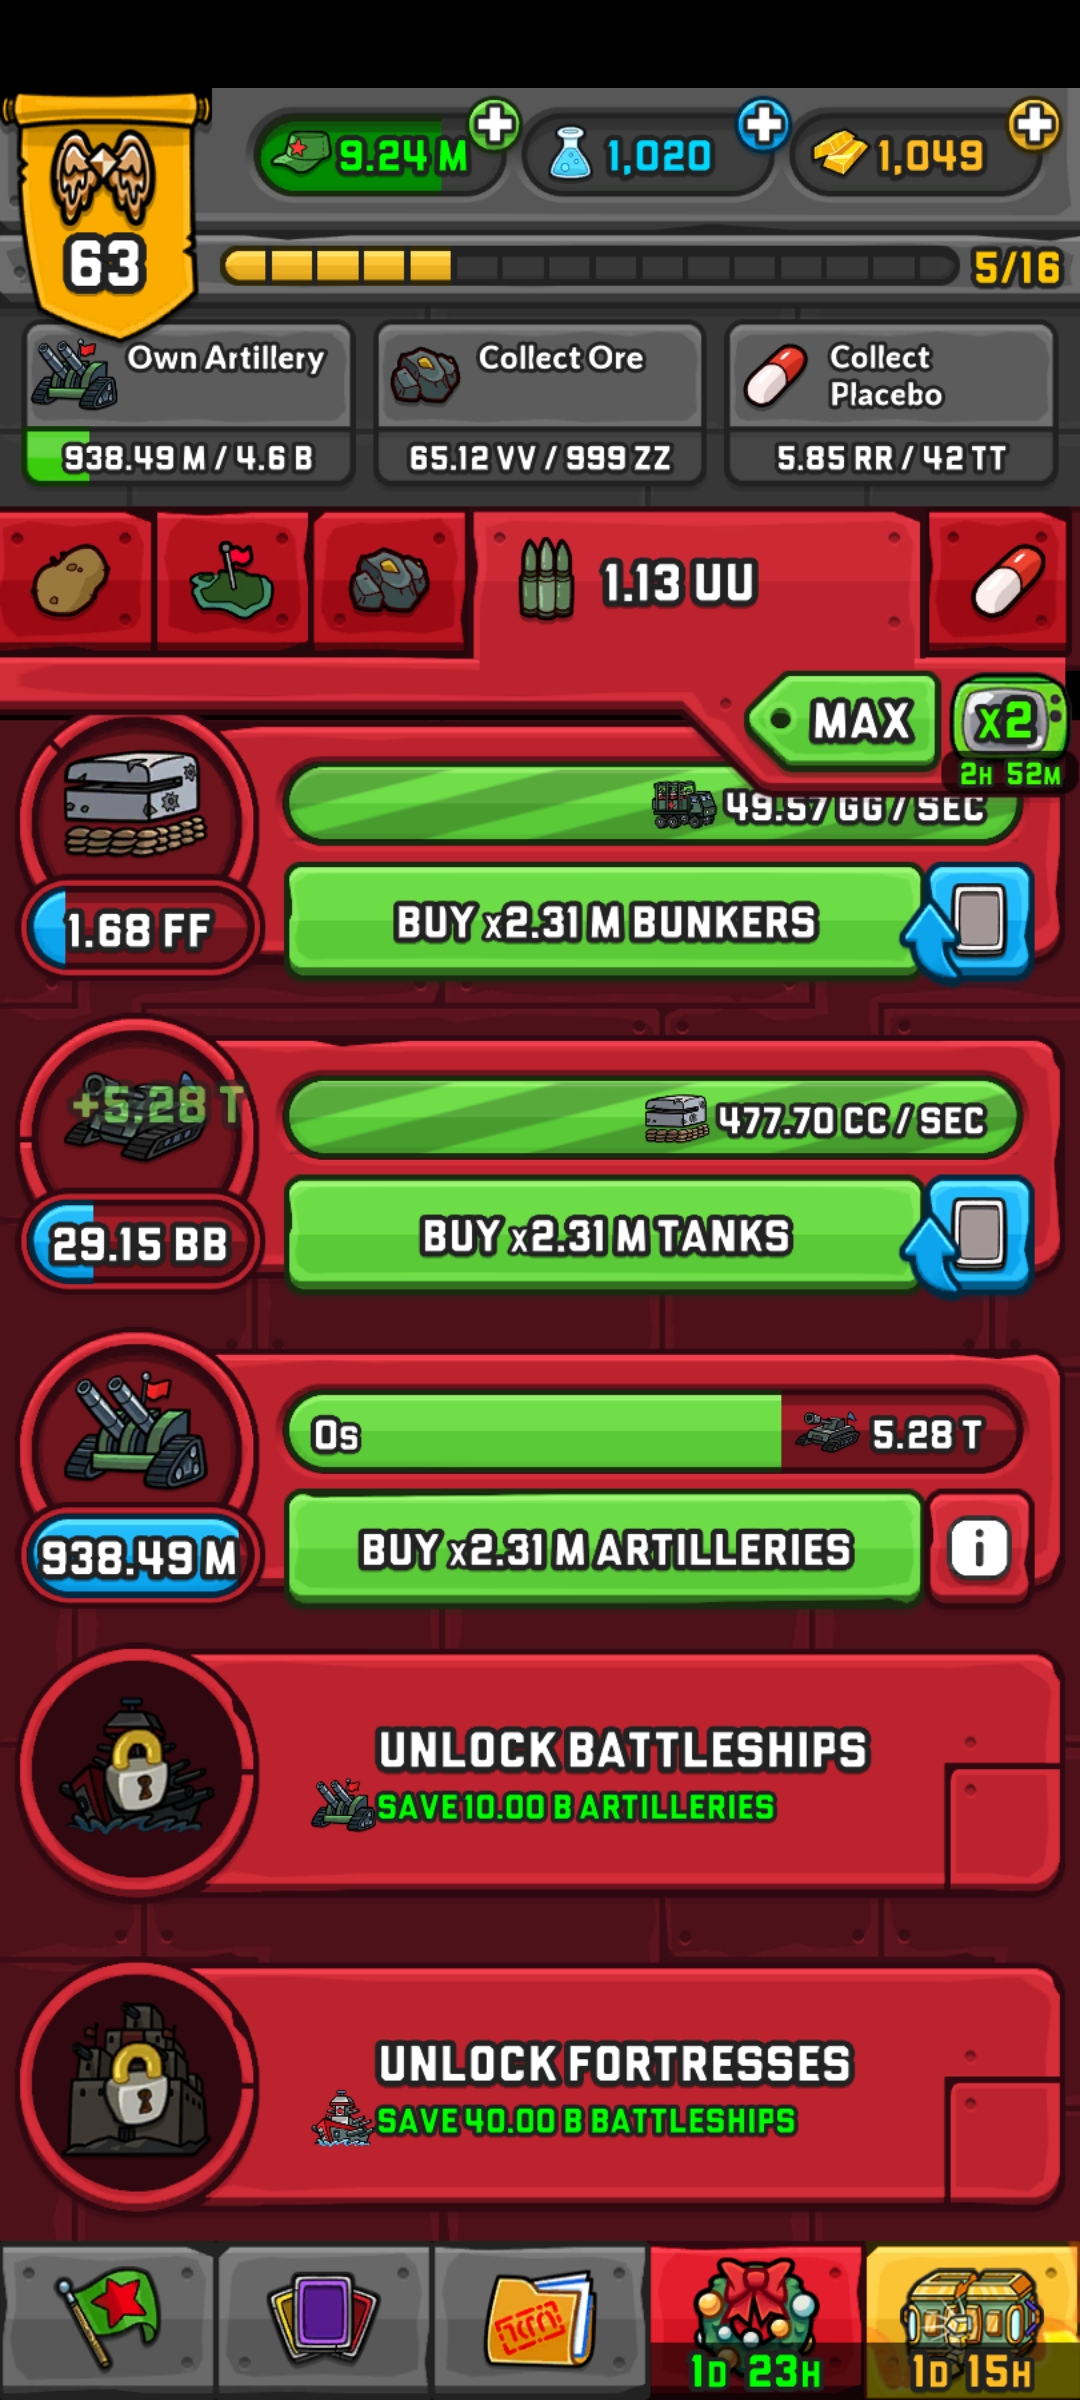 9.24 M
1,020
1,049
63
5/16
Own Artillery
938.49 M / 4.6 B
Collect Ore
65.12 VV / 999 ZZ
Collect
Placebo
5.85 RR / 42 TT
1.13 UU
MAX
x2
2H 52M
49.57 GG / SEC
1.68 FF
BUY x2.31 M BUNKERS
+5.28 T
477.70 CC / SEC
29.15 BB
BUY x2.31 M TANKS
0s
5.28 T
938.49 M
BUY x2.31 M ARTILLERIES
i
UNLOCK BATTLESHIPS
SAVE 10.00 B ARTILLERIES
UNLOCK FORTRESSES
SAVE 40.00 B BATTLESHIPS
1D 23H
1D 15H